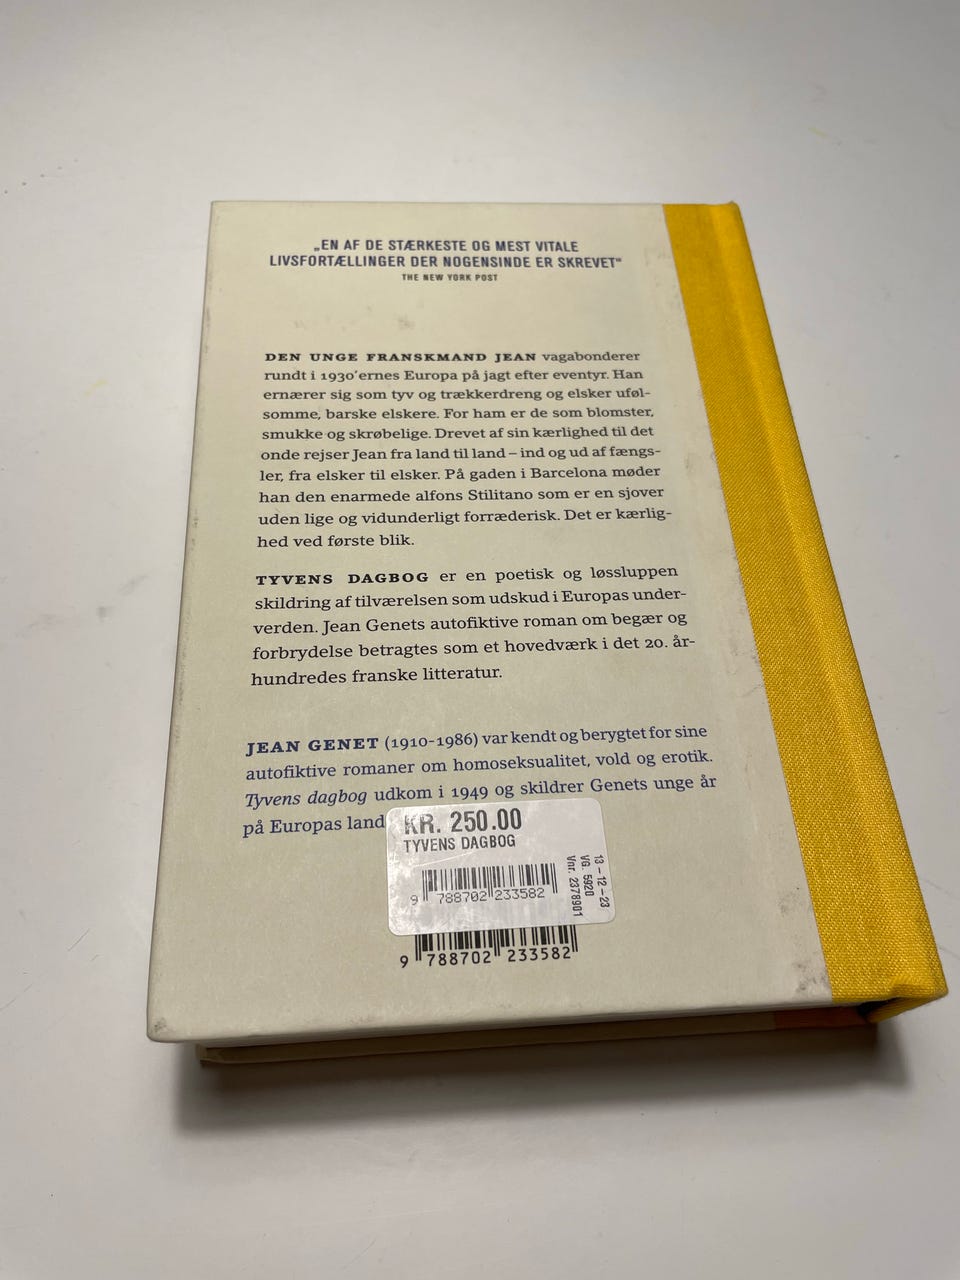 „EN AF DE STÆRKESTE OG MEST VITALE
LIVSFORTÆLLINGER DER NOGENSINDE ER SKREVET“
THE NEW YORK POST
DEN UNGE FRANSKMAND JEAN vagabonderer
rundt i 1930'ernes Europa på jagt efter eventyr. Han
ernærer sig som tyv og trækkerdreng og elsker uføl-
somme, barske elskere. For ham er de som blomster,
smukke og skrøbelige. Drevet af sin kærlighed til det
onde rejser Jean fra land til land – ind og ud af fængs-
ler, fra elsker til elsker. På gaden i Barcelona møder
han den enarmede alfons Stilitano som er en sjover
uden lige og vidunderligt forræderisk. Det er kærlig-
hed ved første blik.
TYVENS DAGBOG er en poetisk og løssluppen
skildring af tilværelsen som udskud i Europas under-
verden. Jean Genets autofiktive roman om begær og
forbrydelse betragtes som et hovedværk i det 20. år-
hundredes franske litteratur.
JEAN GENET (1910-1986) var kendt og berygtet for sine
autofiktive romaner om homoseksualitet, vold og erotik.
Tyvens dagbog udkom i 1949 og skildrer Genets unge år
på Europas land
KR. 250.00
TYVENS DAGBOG
9 788702 233582
13-12-23
VG. 5920
Vnr. 2378901
9 788702 233582